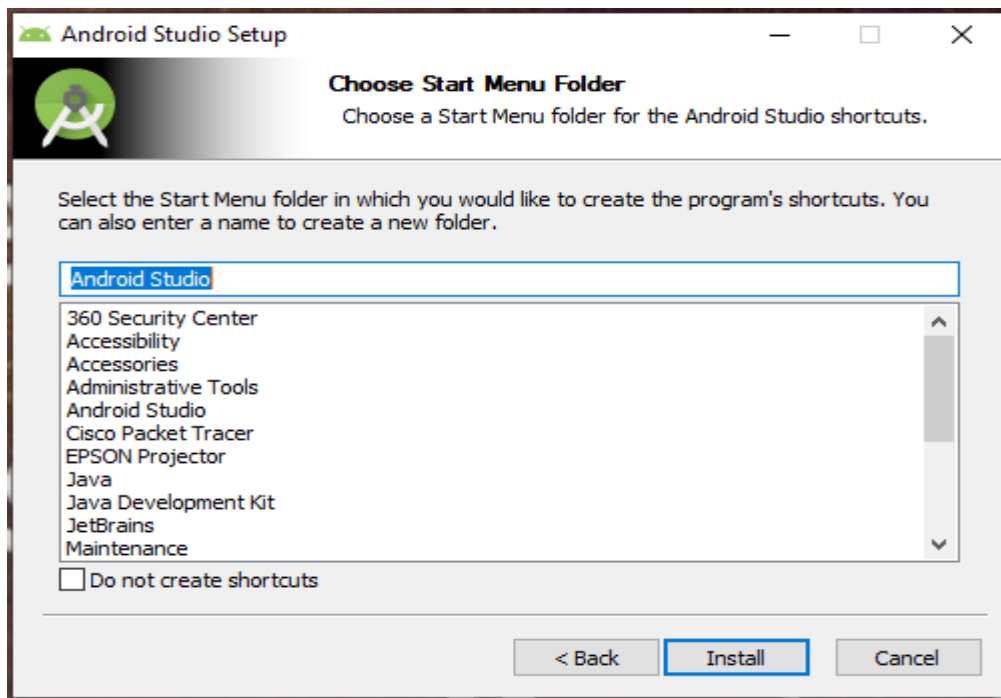 Android Studio Setup
Choose Start Menu Folder
Choose a Start Menu folder for the Android Studio shortcuts.
Select the Start Menu folder in which you would like to create the program's shortcuts. You
can also enter a name to create a new folder.
Android Studio
360 Security Center
Accessibility
Accessories
Administrative Tools
Android Studio
Cisco Packet Tracer
EPSON Projector
Java
Java Development Kit
JetBrains
Maintenance
Do not create shortcuts
< Back Install Cancel